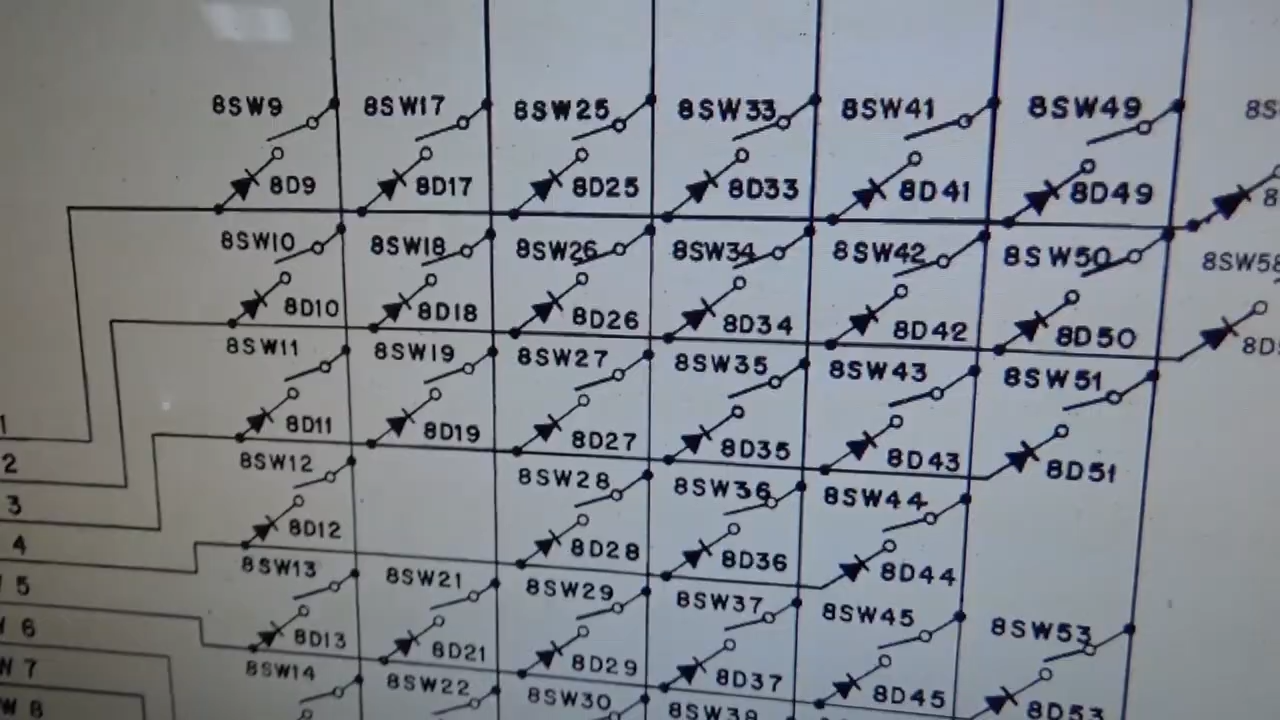 8SW9 8SW17 8SW25 8SW33 8SW41 8SW49
8D9 8D17 8D25 8D33 8D41 8D49
8SW10 8SW18 8SW26 8SW34 8SW42 8SW50 8SW58
8D10 8D18 8D26 8D34 8D42 8D50
8SW11 8SW19 8SW27 8SW35 8SW43 8SW51
8D11 8D19 8D27 8D35 8D43 8D51
1
8SW12 8SW28 8SW36 8SW44
2
8D12 8D28 8D36 8D44
3
8SW13 8SW21 8SW29 8SW37 8SW45 8SW53
4
8D13 8D21 8D29 8D37 8D45 8D53
5
8SW14 8SW22 8SW30 8SW38
6
7
8